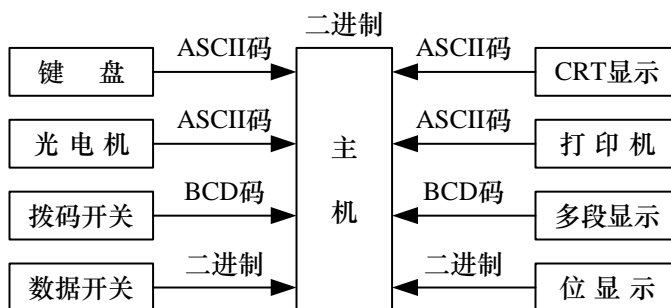 二进制
键 盘
ASCII码
ASCII码
CRT显示
光电机
ASCII码
主机
ASCII码
打印机
拨码开关
BCD码
BCD码
多段显示
数据开关
二进制
二进制
位显示